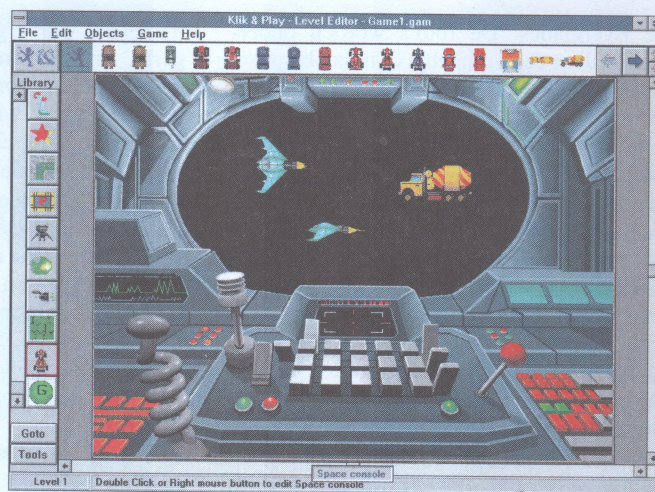 Klik & Play - Level Editor - Game1.gam
File Edit Objects Game Help
Library
G
Goto
Tools
Space console
Level 1 Double Click or Right mouse button to edit Space console